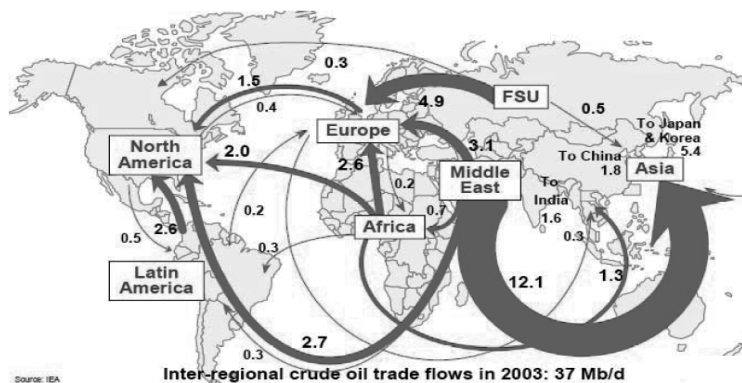 0.3
1.5
0.4
FSU
4.9
0.5
To Japan
& Korea
5.4
Europe
North
America
2.0
2.6
3.1
To China
1.8
Asia
0.2
Middle
East
To
India
1.6
0.2
0.7
2.6
0.5
Africa
0.3
0.3
Latin
America
12.1
1.3
2.7
0.3
Source: IEA
Inter-regional crude oil trade flows in 2003: 37 Mb/d